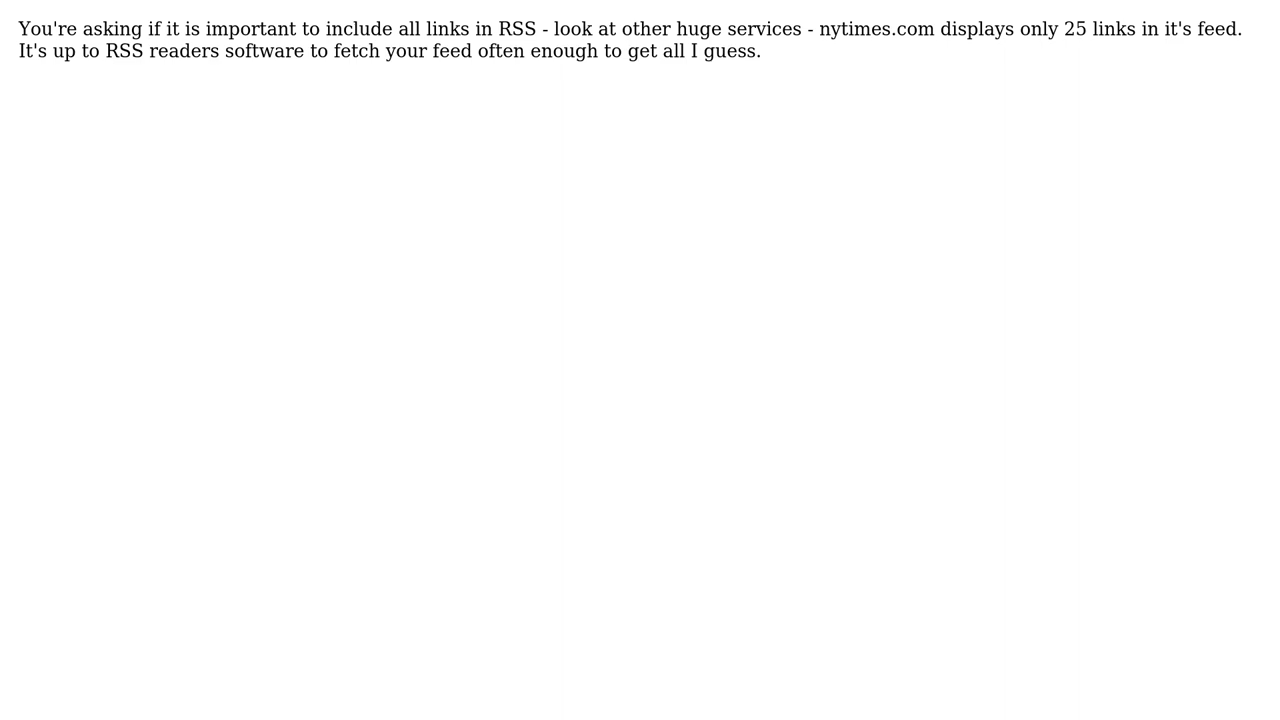 You're asking if it is important to include all links in RSS - look at other huge services - nytimes.com displays only 25 links in it's feed.
It's up to RSS readers software to fetch your feed often enough to get all I guess.